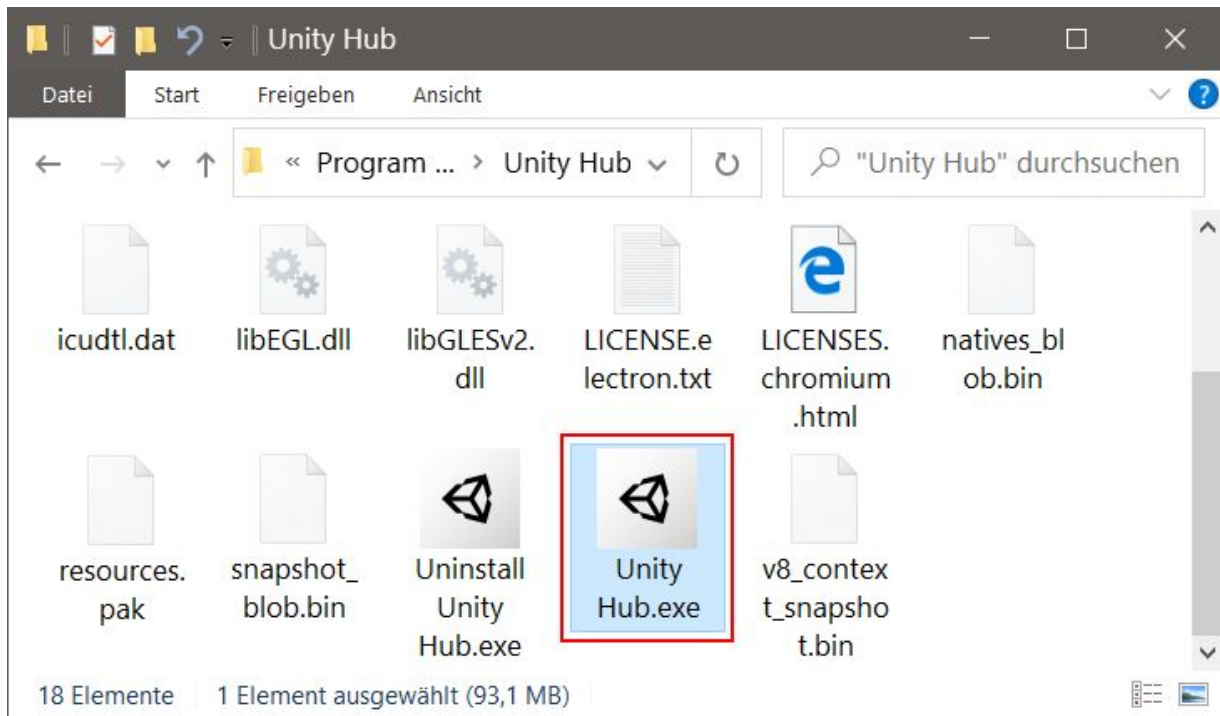 Unity Hub
Datei Start Freigeben Ansicht
« Program ... › Unity Hub "Unity Hub" durchsuchen
icudtl.dat libEGL.dll libGLESv2. LICENSE.e LICENSES. natives_bl
dll lectron.txt chromium ob.bin
.html
resources. snapshot_ Uninstall Unity v8_contex
pak blob.bin Unity Hub.exe t_snapsho
Hub.exe t.bin
18 Elemente 1 Element ausgewählt (93,1 MB)